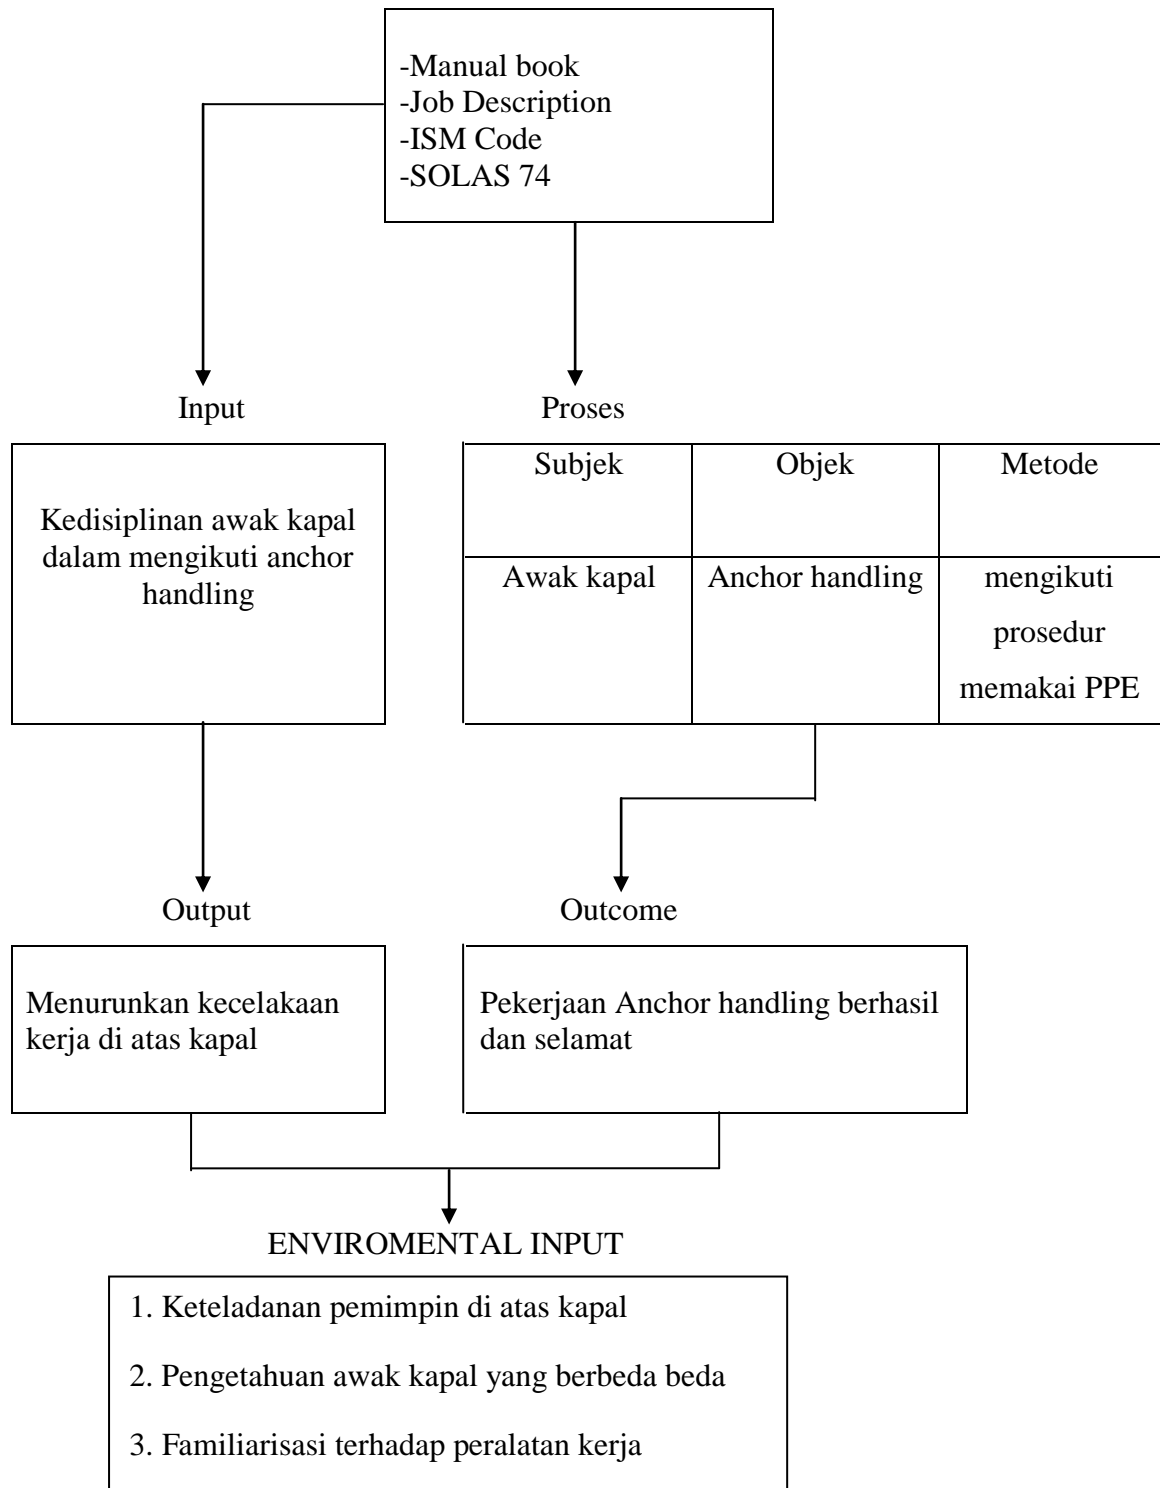 -Manual book
-Job Description
-ISM Code
-SOLAS 74
Input
Proses
Kedisiplinan awak kapal
dalam mengikuti anchor
handling
Subjek
Objek
Metode
Awak kapal
Anchor handling
mengikuti
prosedur
memakai PPE
Output
Outcome
Menurunkan kecelakaan
kerja di atas kapal
Pekerjaan Anchor handling berhasil
dan selamat
ENVIROMENTAL INPUT
1. Keteladanan pemimpin di atas kapal
2. Pengetahuan awak kapal yang berbeda beda
3. Familiarisasi terhadap peralatan kerja